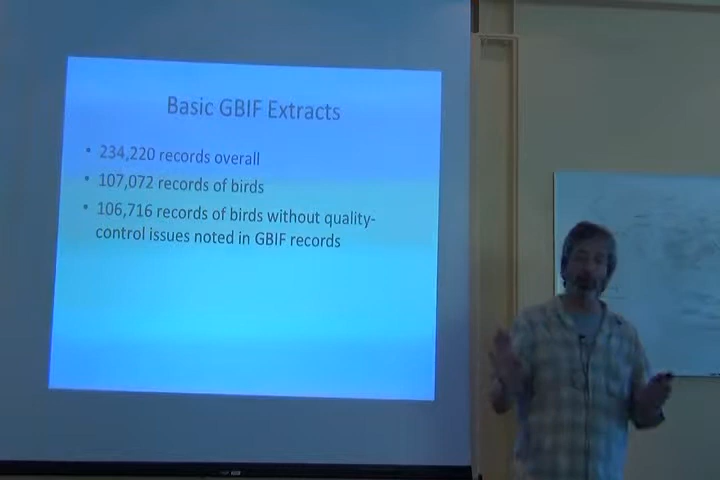 Basic GBIF Extracts
• 234,220 records overall
• 107,072 records of birds
• 106,716 records of birds without quality-
control issues noted in GBIF records